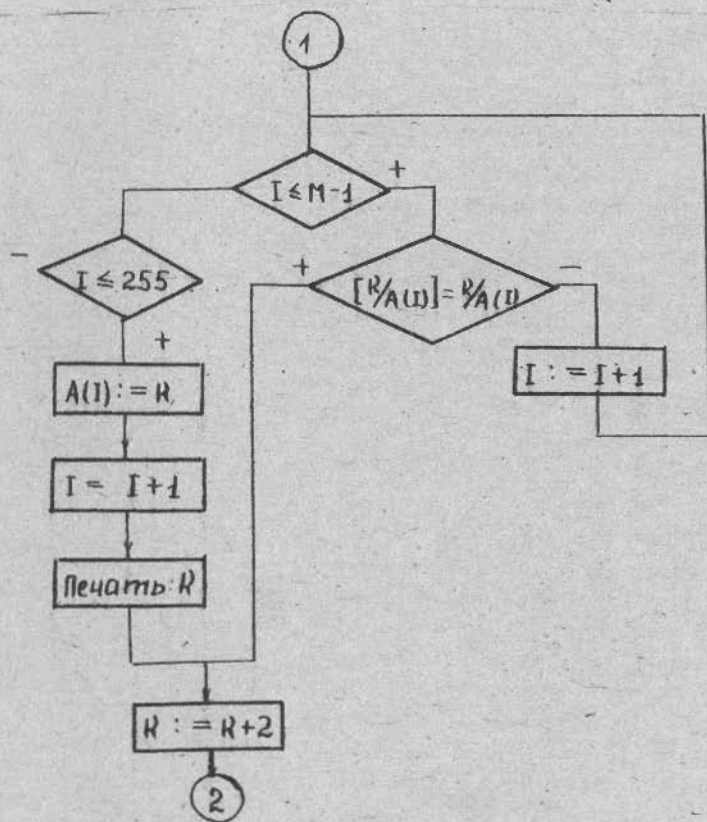 1
I ≤ M-1
+
-
I ≤ 255
+
[K/A(I)] = K/A(I)
-
+
A(I) := K
I := I+1
I = I+1
Печать: K
K := K+2
2